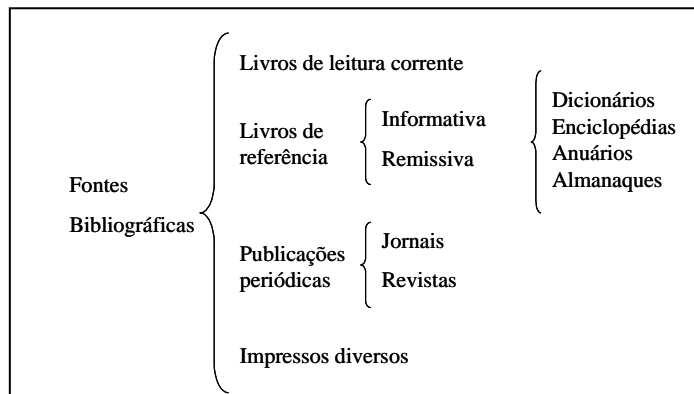 Livros de leitura corrente
Livros de
referência
Informativa
Remissiva
Dicionários
Enciclopédias
Anuários
Almanaques
Fontes
Bibliográficas
Publicações
periódicas
Jornais
Revistas
Impressos diversos